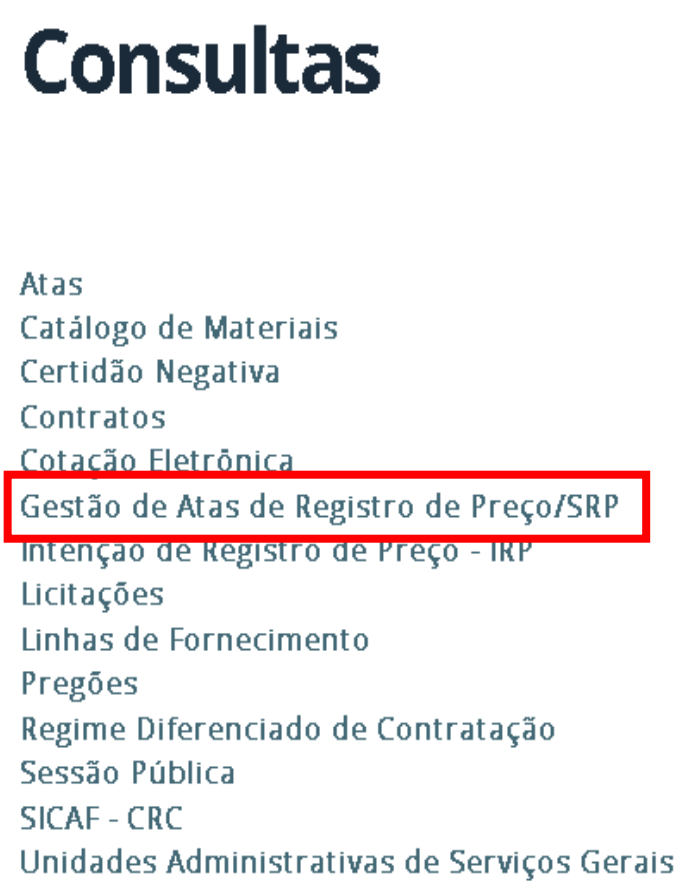 Consultas
Atas
Catálogo de Materiais
Certidão Negativa
Contratos
Cotação Eletrônica
Gestão de Atas de Registro de Preço/SRP
Intenção de Registro de Preço - IRP
Licitações
Linhas de Fornecimento
Pregões
Regime Diferenciado de Contratação
Sessão Pública
SICAF - CRC
Unidades Administrativas de Serviços Gerais